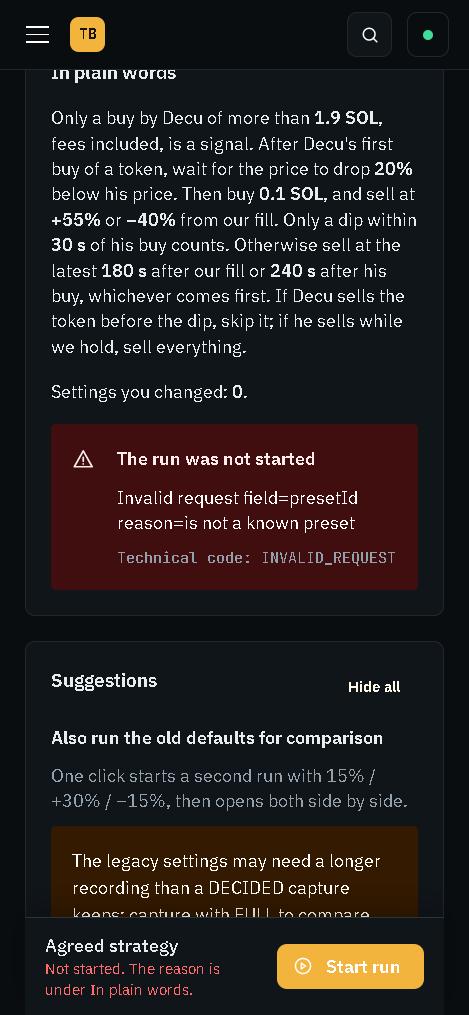 TB
In plain words
Only a buy by Decu of more than 1.9 SOL,
fees included, is a signal. After Decu's first
buy of a token, wait for the price to drop 20%
below his price. Then buy 0.1 SOL, and sell at
+55% or −40% from our fill. Only a dip within
30 s of his buy counts. Otherwise sell at the
latest 180 s after our fill or 240 s after his
buy, whichever comes first. If Decu sells the
token before the dip, skip it; if he sells while
we hold, sell everything.
Settings you changed: 0.
The run was not started
Invalid request field=presetId
reason=is not a known preset
Technical code: INVALID_REQUEST
Suggestions
Hide all
Also run the old defaults for comparison
One click starts a second run with 15% /
+30% / −15%, then opens both side by side.
The legacy settings may need a longer
recording than a DECIDED capture
keeps; capture with FULL to compare
Agreed strategy
Not started. The reason is
under In plain words.
Start run